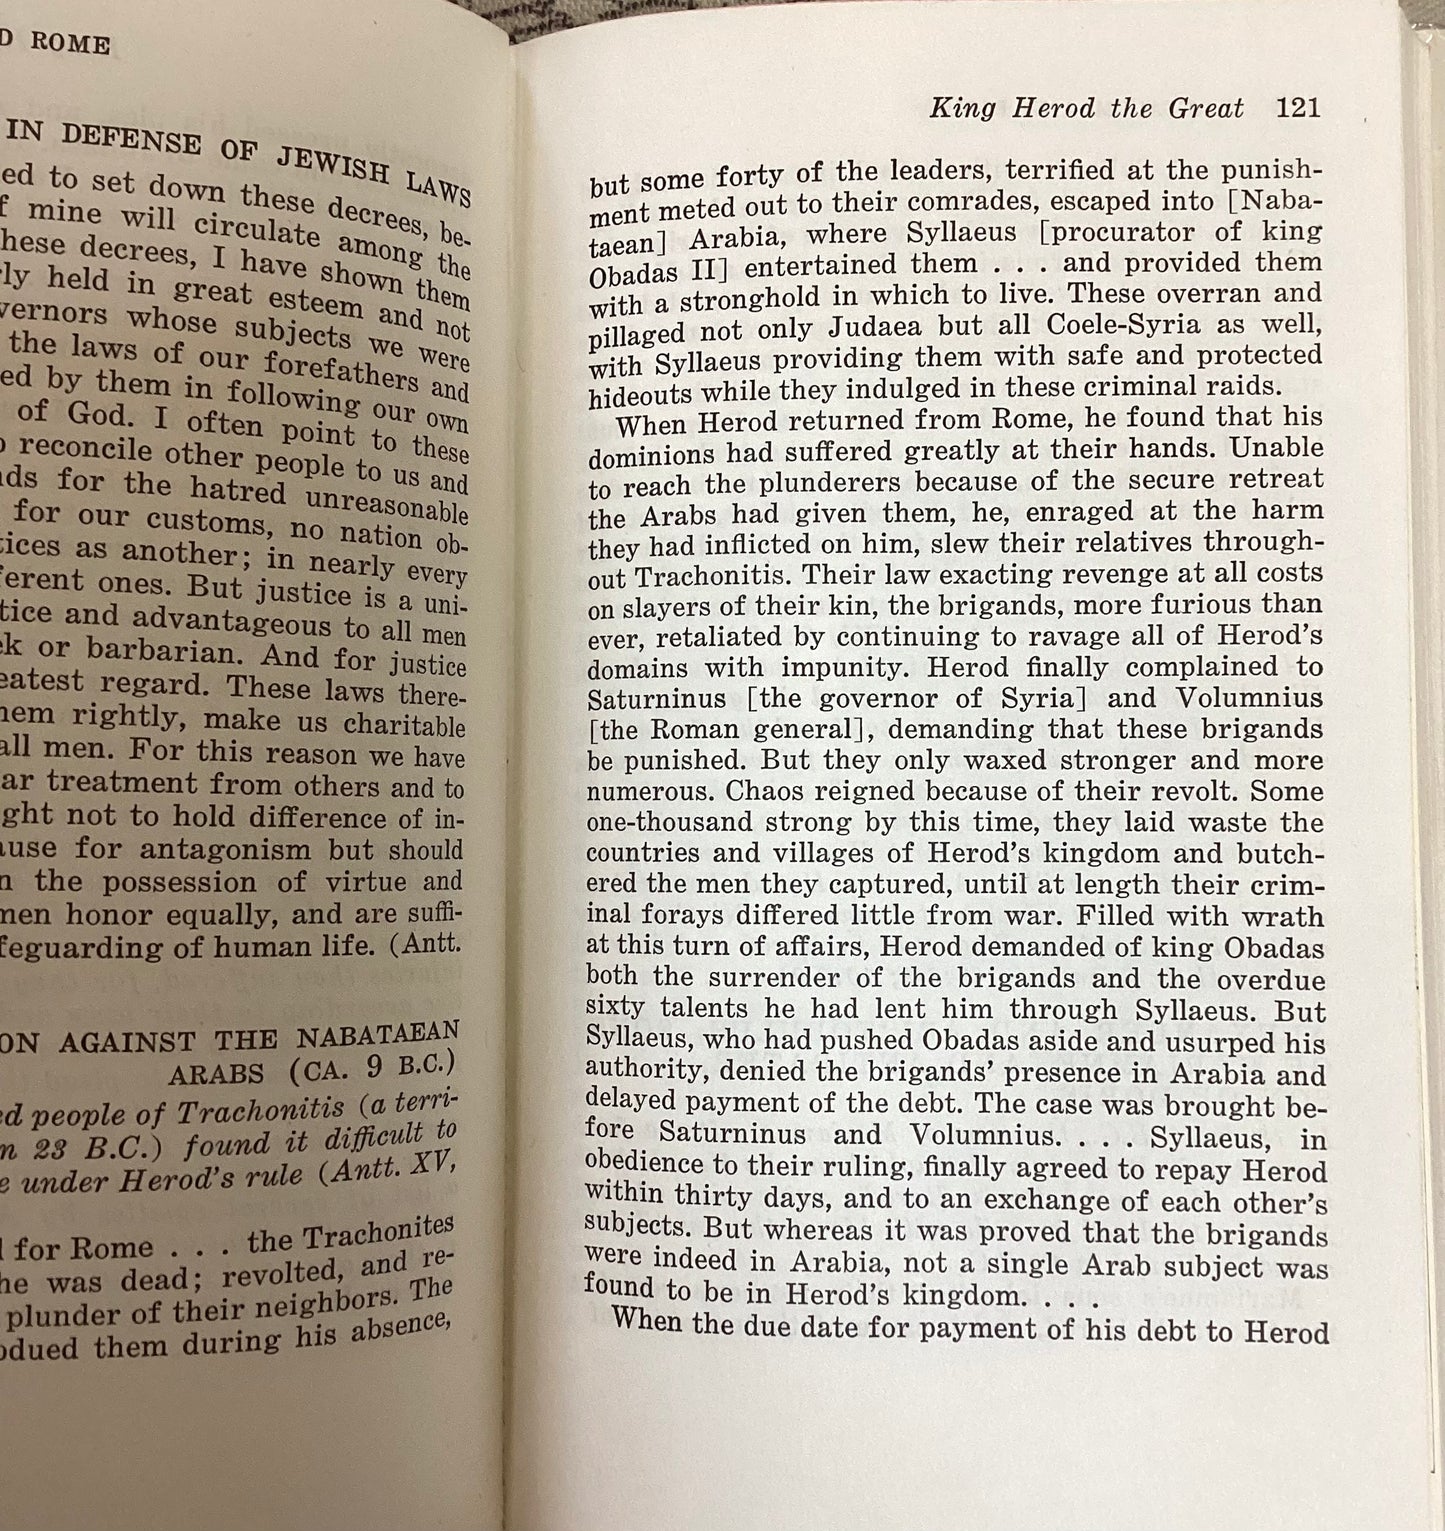 D ROME
IN DEFENSE OF JEWISH LAWS
ed to set down these decrees, be-
f mine will circulate among the
hese decrees, I have shown them
rly held in great esteem and not
vernors whose subjects we were
the laws of our forefathers and
ed by them in following our own
of God. I often point to these
o reconcile other people to us and
ds for the hatred unreasonable
for our customs, no nation ob-
tices as another; in nearly every
ferent ones. But justice is a uni-
tice and advantageous to all men
ek or barbarian. And for justice
eatest regard. These laws there-
hem rightly, make us charitable
all men. For this reason we have
ar treatment from others and to
ght not to hold difference of in-
ause for antagonism but should
n the possession of virtue and
men honor equally, and are suffi-
feguarding of human life. (Antt.
ON AGAINST THE NABATAEAN
ARABS (CA. 9 B.C.)
ed people of Trachonitis (a terri-
n 23 B.C.) found it difficult to
e under Herod's rule (Antt. XV,
for Rome . . . the Trachonites
he was dead; revolted, and re-
plunder of their neighbors. The
odued them during his absence,
King Herod the Great 121
but some forty of the leaders, terrified at the punish-
ment meted out to their comrades, escaped into [Naba-
taean] Arabia, where Syllaeus [procurator of king
Obadas II] entertained them . . . and provided them
with a stronghold in which to live. These overran and
pillaged not only Judaea but all Coele-Syria as well,
with Syllaeus providing them with safe and protected
hideouts while they indulged in these criminal raids.
When Herod returned from Rome, he found that his
dominions had suffered greatly at their hands. Unable
to reach the plunderers because of the secure retreat
the Arabs had given them, he, enraged at the harm
they had inflicted on him, slew their relatives through-
out Trachonitis. Their law exacting revenge at all costs
on slayers of their kin, the brigands, more furious than
ever, retaliated by continuing to ravage all of Herod's
domains with impunity. Herod finally complained to
Saturninus [the governor of Syria] and Volumnius
[the Roman general], demanding that these brigands
be punished. But they only waxed stronger and more
numerous. Chaos reigned because of their revolt. Some
one-thousand strong by this time, they laid waste the
countries and villages of Herod's kingdom and butch-
ered the men they captured, until at length their crim-
inal forays differed little from war. Filled with wrath
at this turn of affairs, Herod demanded of king Obadas
both the surrender of the brigands and the overdue
sixty talents he had lent him through Syllaeus. But
Syllaeus, who had pushed Obadas aside and usurped his
authority, denied the brigands' presence in Arabia and
delayed payment of the debt. The case was brought be-
fore Saturninus and Volumnius. . . . Syllaeus, in
obedience to their ruling, finally agreed to repay Herod
within thirty days, and to an exchange of each other's
subjects. But whereas it was proved that the brigands
were indeed in Arabia, not a single Arab subject was
found to be in Herod's kingdom. . . .
When the due date for payment of his debt to Herod